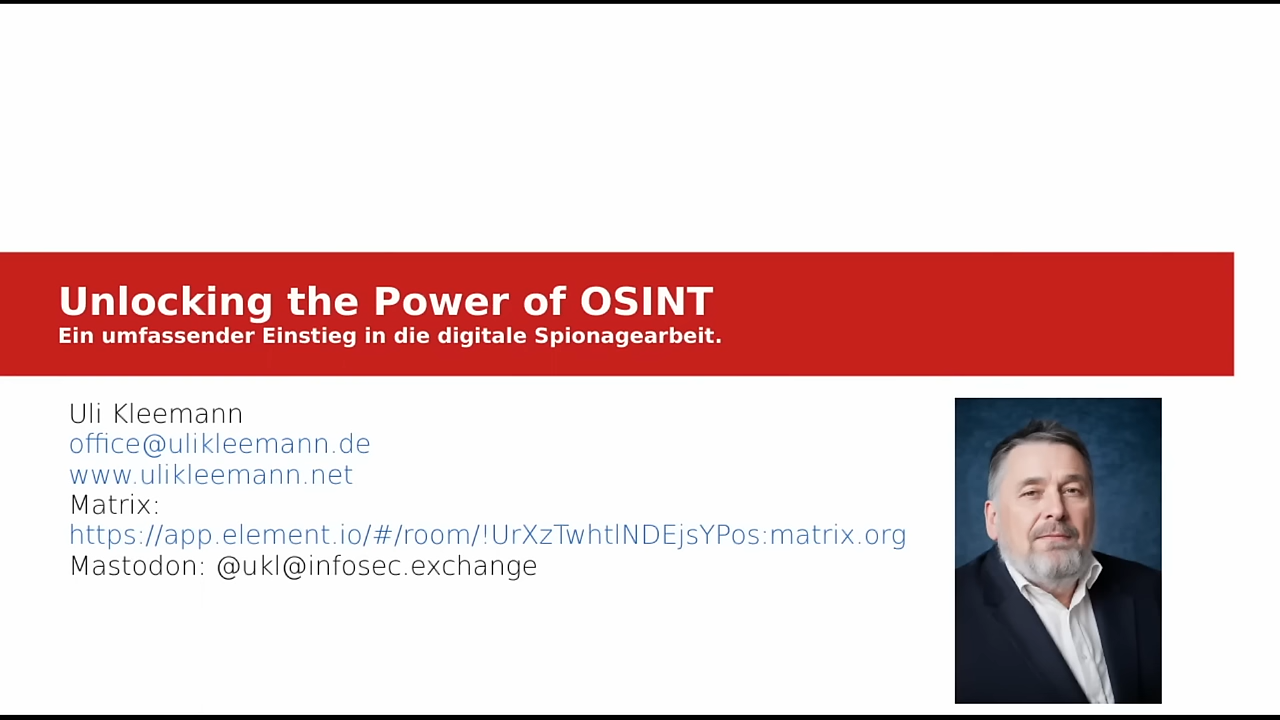 Unlocking the Power of OSINT
Ein umfassender Einstieg in die digitale Spionagearbeit.
Uli Kleemann
office@ulikleemann.de
www.ulikleemann.net
Matrix:
https://app.element.io/#/room/!UrXzTwhtlNDEjsYPos:matrix.org
Mastodon: @ukl@infosec.exchange